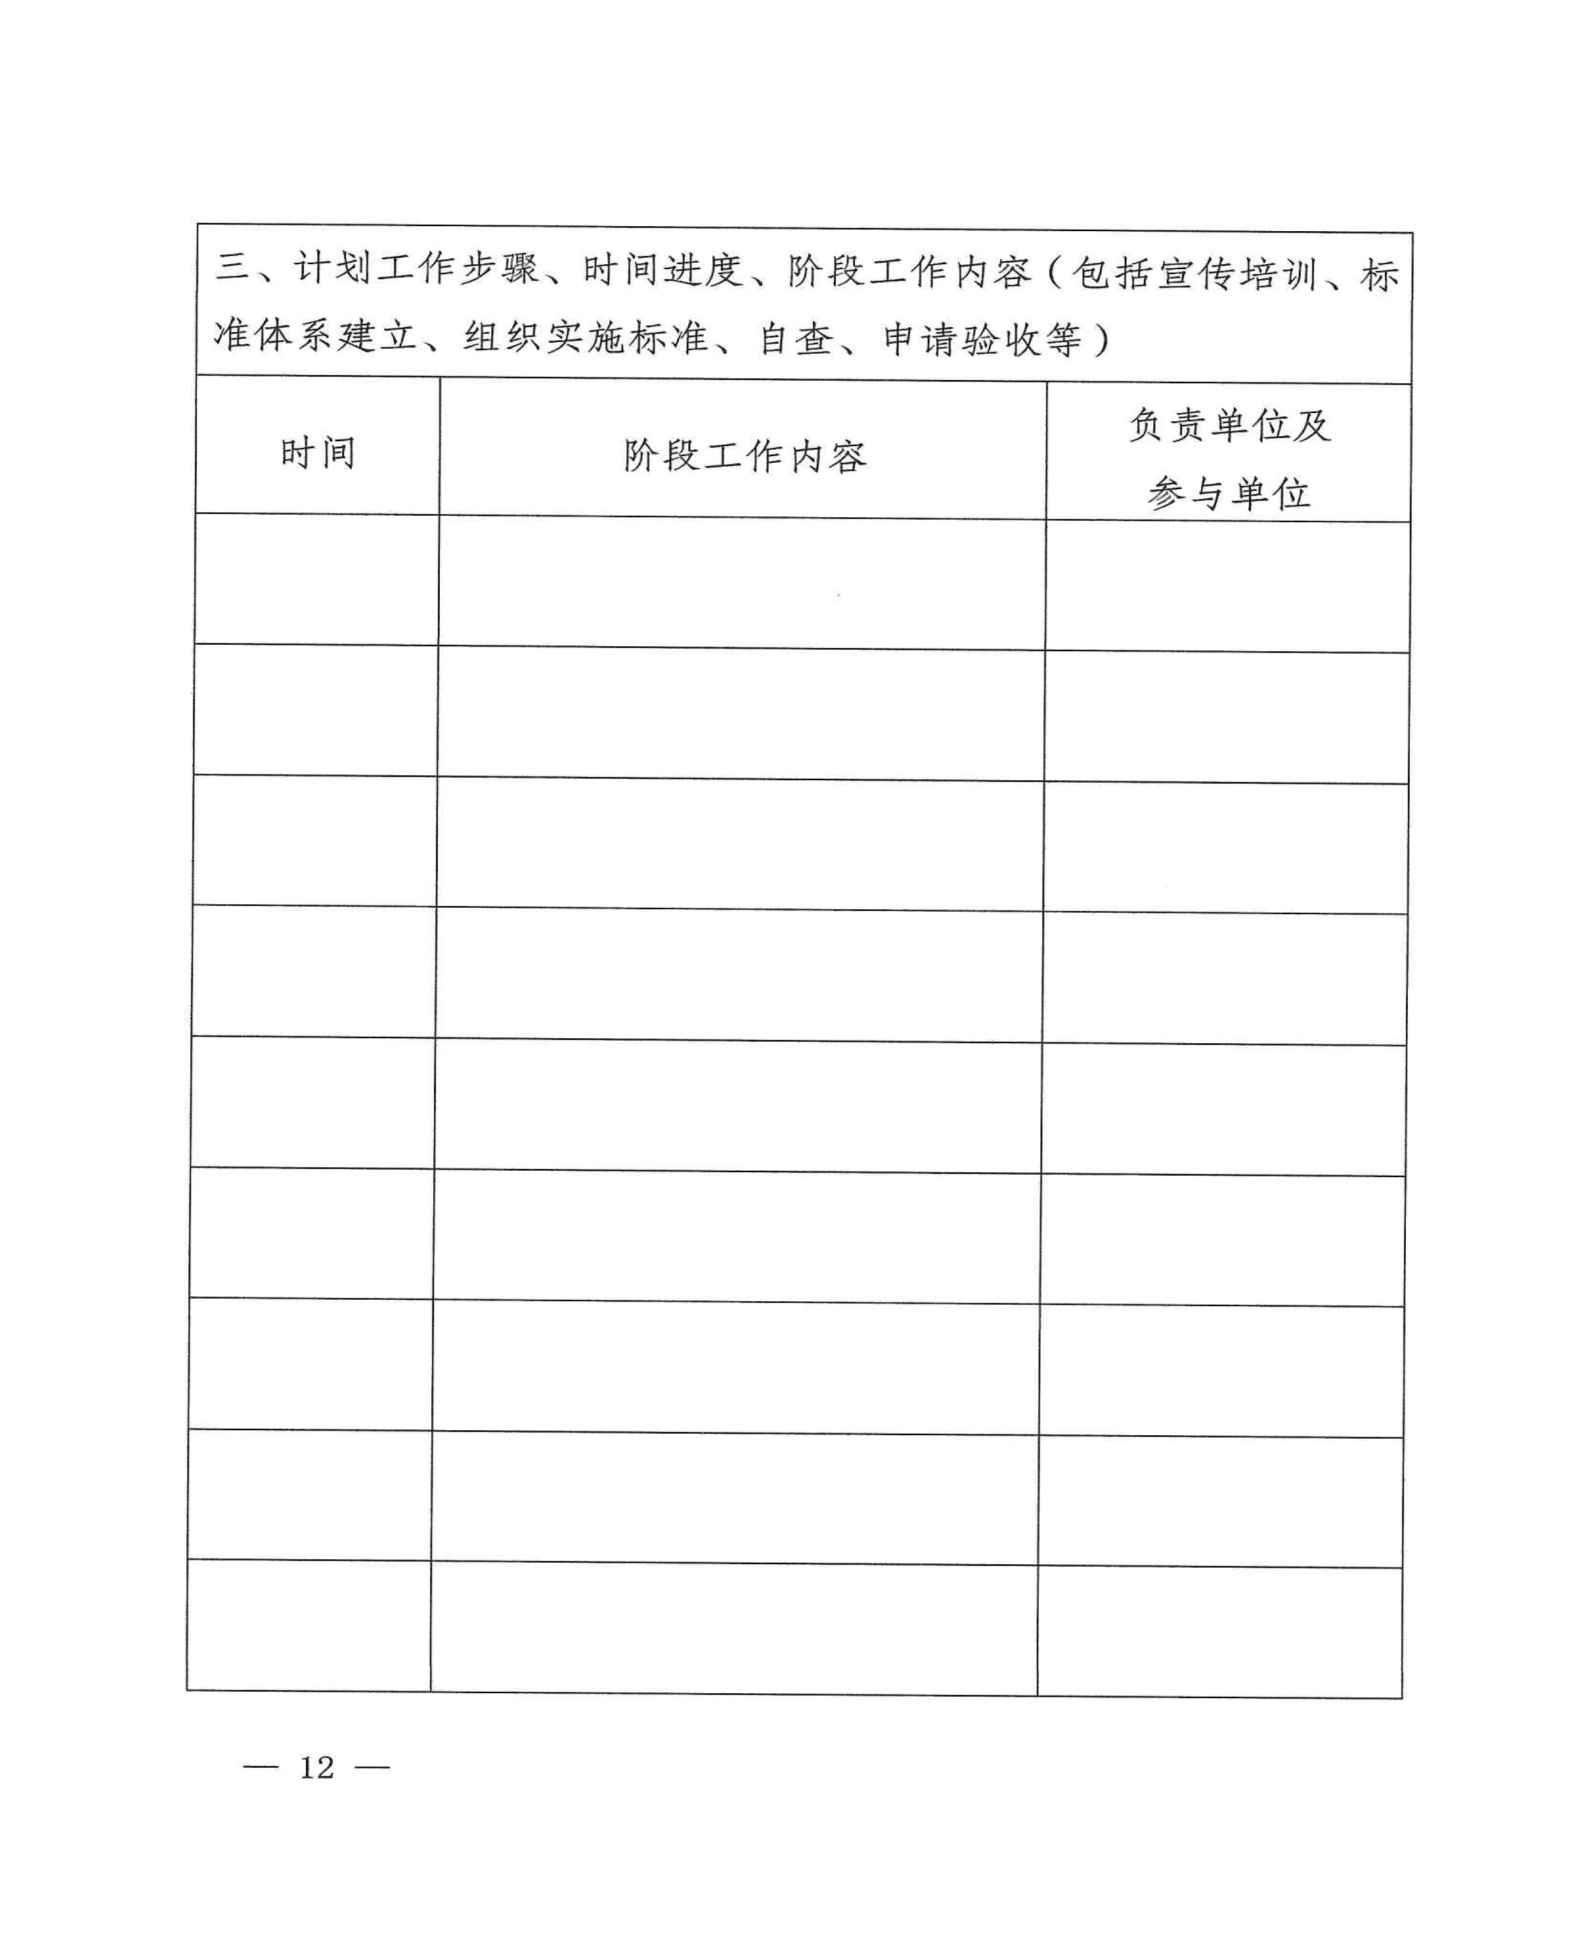 三、计划工作步骤、时间进度、阶段工作内容（包括宣传培训、标
准体系建立、组织实施标准、自查、申请验收等）
时间
阶段工作内容
负责单位及
参与单位
— 12 —